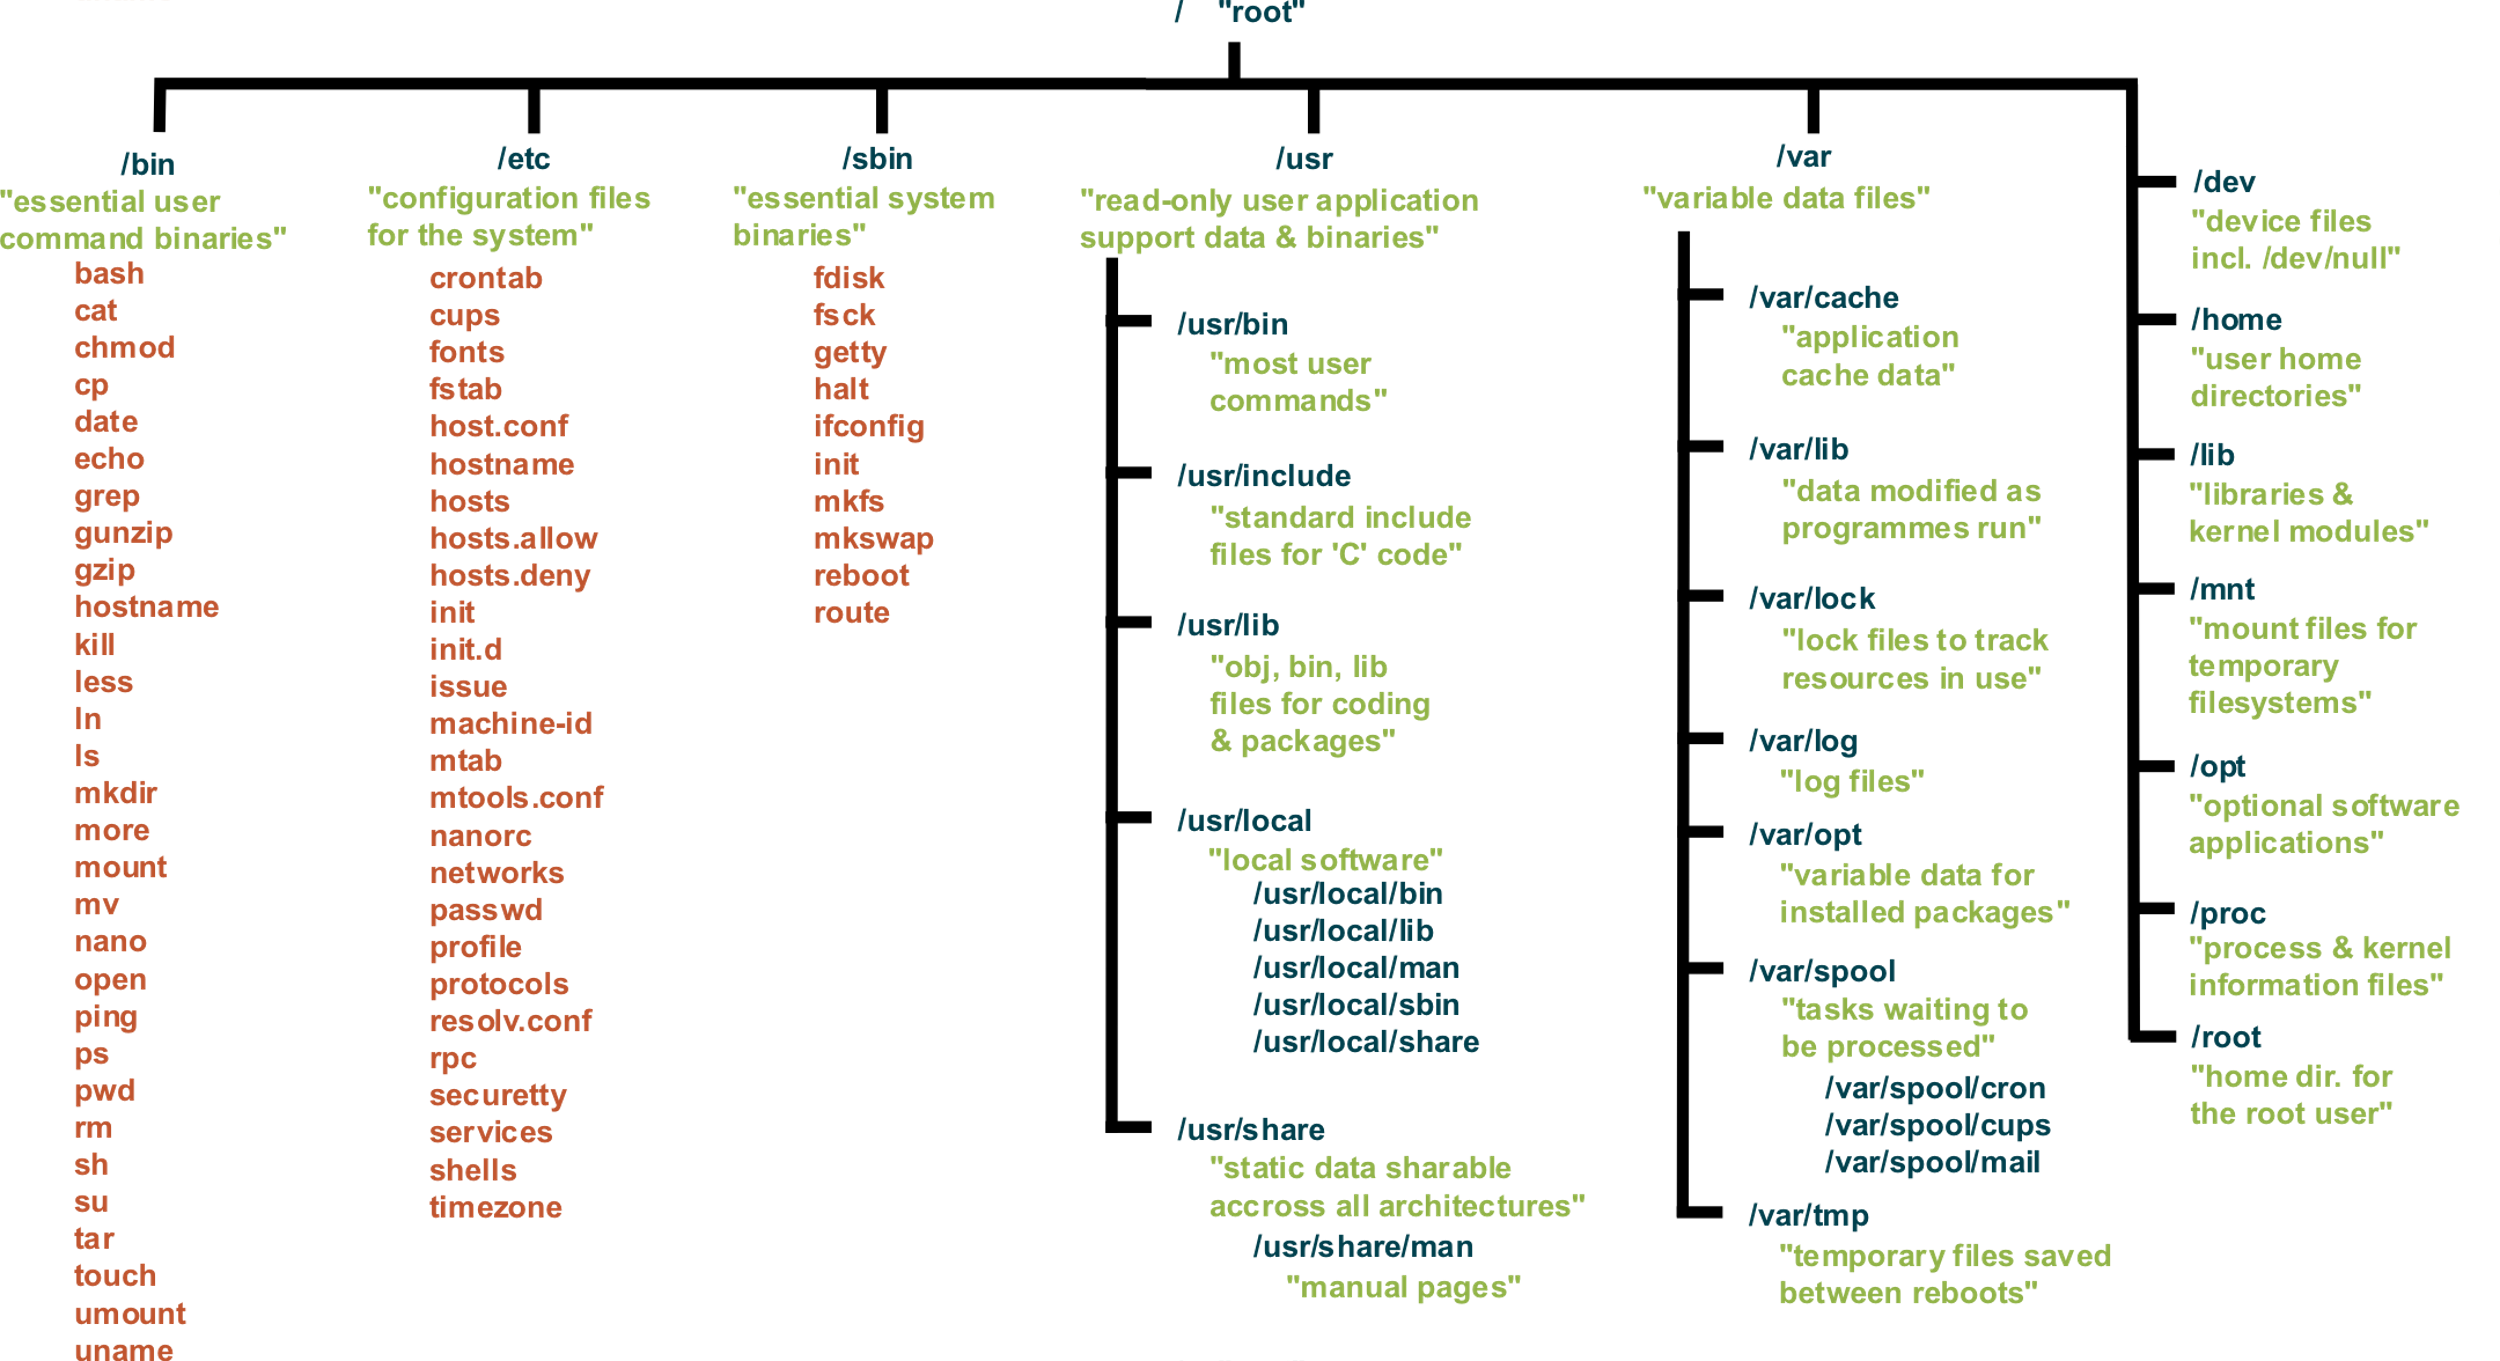 / "root"
/bin
"essential user
command binaries"
bash
cat
chmod
cp
date
echo
grep
gunzip
gzip
hostname
kill
less
ln
ls
mkdir
more
mount
mv
nano
open
ping
ps
pwd
rm
sh
su
tar
touch
umount
uname
/etc
"configuration files
for the system"
crontab
cups
fonts
fstab
host.conf
hostname
hosts
hosts.allow
hosts.deny
init
init.d
issue
machine-id
mtab
mtools.conf
nanorc
networks
passwd
profile
protocols
resolv.conf
rpc
securetty
services
shells
timezone
/sbin
"essential system
binaries"
fdisk
fsck
getty
halt
ifconfig
init
mkfs
mkswap
reboot
route
/usr
"read-only user application
support data & binaries"
/usr/bin
"most user
commands"
/usr/include
"standard include
files for 'C' code"
/usr/lib
"obj, bin, lib
files for coding
& packages"
/usr/local
"local software"
/usr/local/bin
/usr/local/lib
/usr/local/man
/usr/local/sbin
/usr/local/share
/usr/share
"static data sharable
accross all architectures"
/usr/share/man
"manual pages"
/var
"variable data files"
/var/cache
"application
cache data"
/var/lib
"data modified as
programmes run"
/var/lock
"lock files to track
resources in use"
/var/log
"log files"
/var/opt
"variable data for
installed packages"
/var/spool
"tasks waiting to
be processed"
/var/spool/cron
/var/spool/cups
/var/spool/mail
/var/tmp
"temporary files saved
between reboots"
/dev
"device files
incl. /dev/null"
/home
"user home
directories"
/lib
"libraries &
kernel modules"
/mnt
"mount files for
temporary
filesystems"
/opt
"optional software
applications"
/proc
"process & kernel
information files"
/root
"home dir. for
the root user"